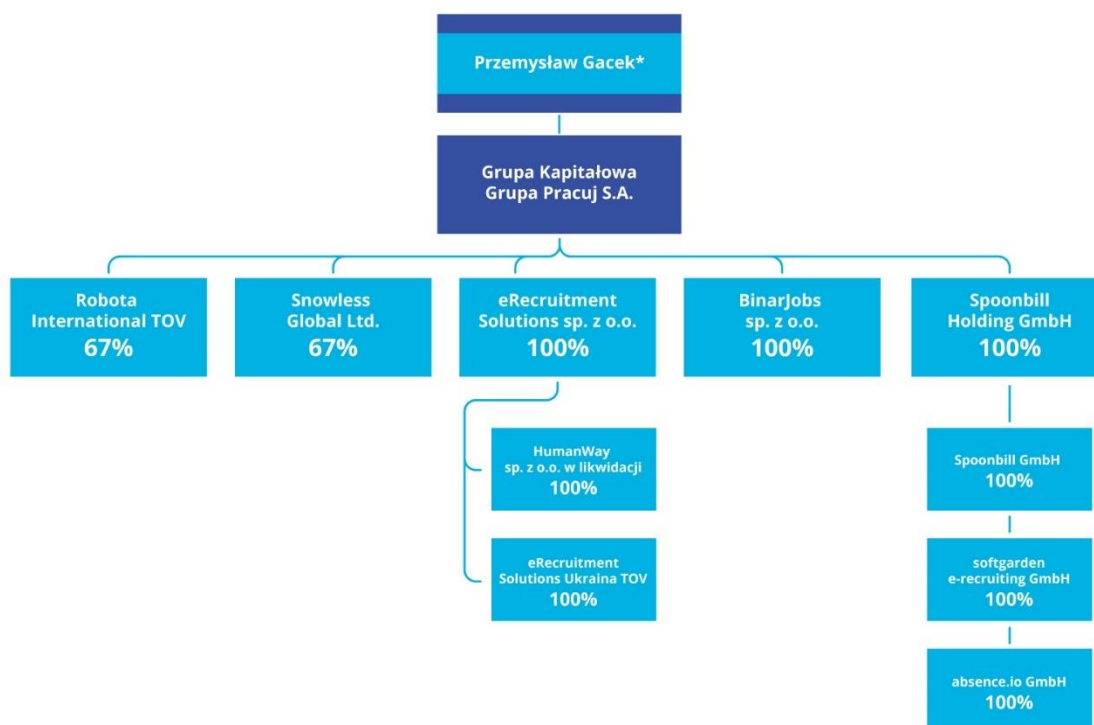 Przemysław Gacek*
Grupa Kapitałowa
Grupa Pracuj S.A.
Robota
International TOV
67%
Snowless
Global Ltd.
67%
eRecruitment
Solutions sp. z o.o.
100%
BinarJobs
sp. z o.o.
100%
Spoonbill
Holding GmbH
100%
HumanWay
sp. z o.o. w likwidacji
100%
eRecruitment
Solutions Ukraina TOV
100%
Spoonbill GmbH
100%
softgarden
e-recruiting GmbH
100%
absence.io GmbH
100%